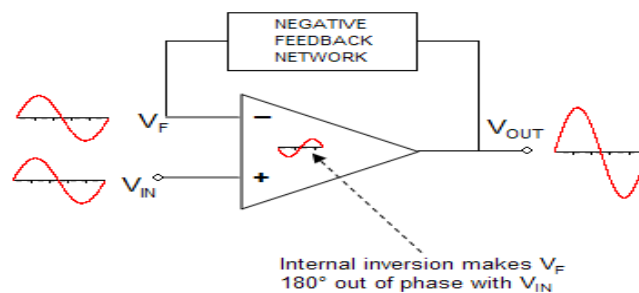 NEGATIVE
FEEDBACK
NETWORK
VF
−
VOUT
VIN
+
Internal inversion makes VF
180° out of phase with VIN